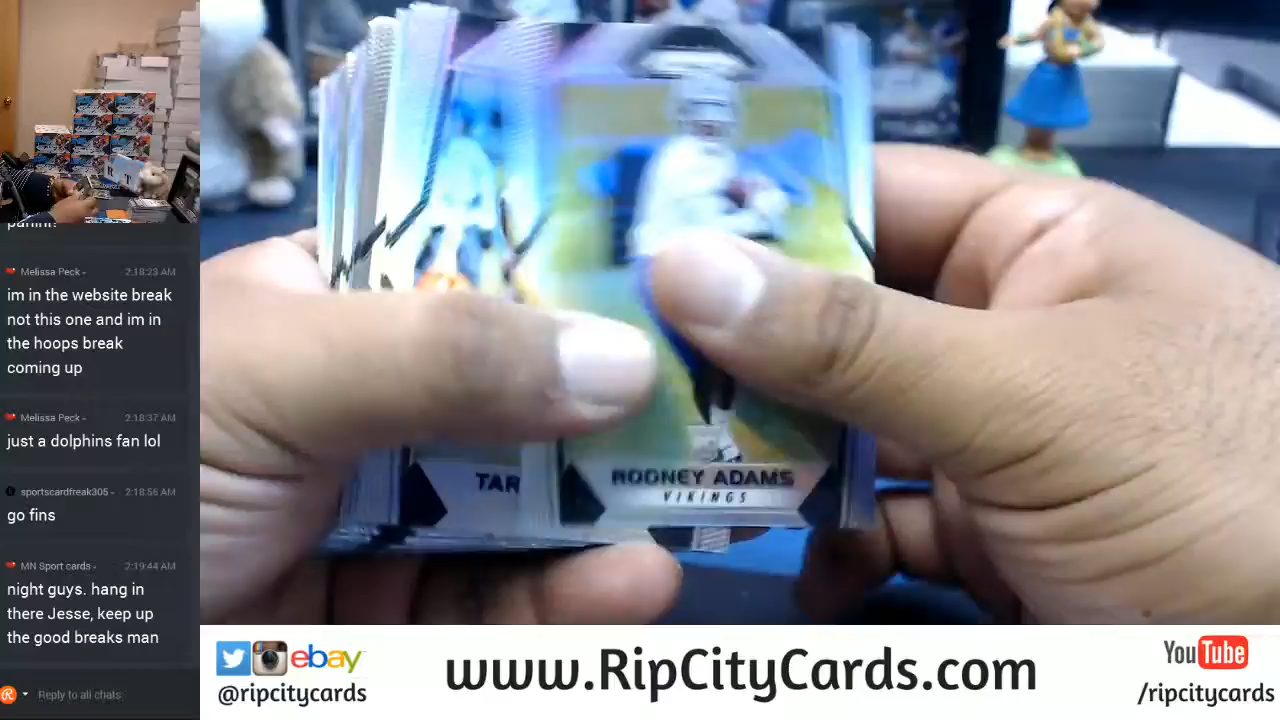 Melissa Peck - 2:18:23 AM
im in the website break
not this one and im in
the hoops break
coming up
Melissa Peck - 2:18:37 AM
just a dolphins fan lol
sportscardfreak305 - 2:18:56 AM
go fins
MN Sport cards - 2:19:44 AM
night guys. hang in
there Jesse, keep up
the good breaks man
Reply to all chats
TAR
RODNEY ADAMS
VIKINGS
ebay
@ripcitycards
www.RipCityCards.com
YouTube
/ripcitycards